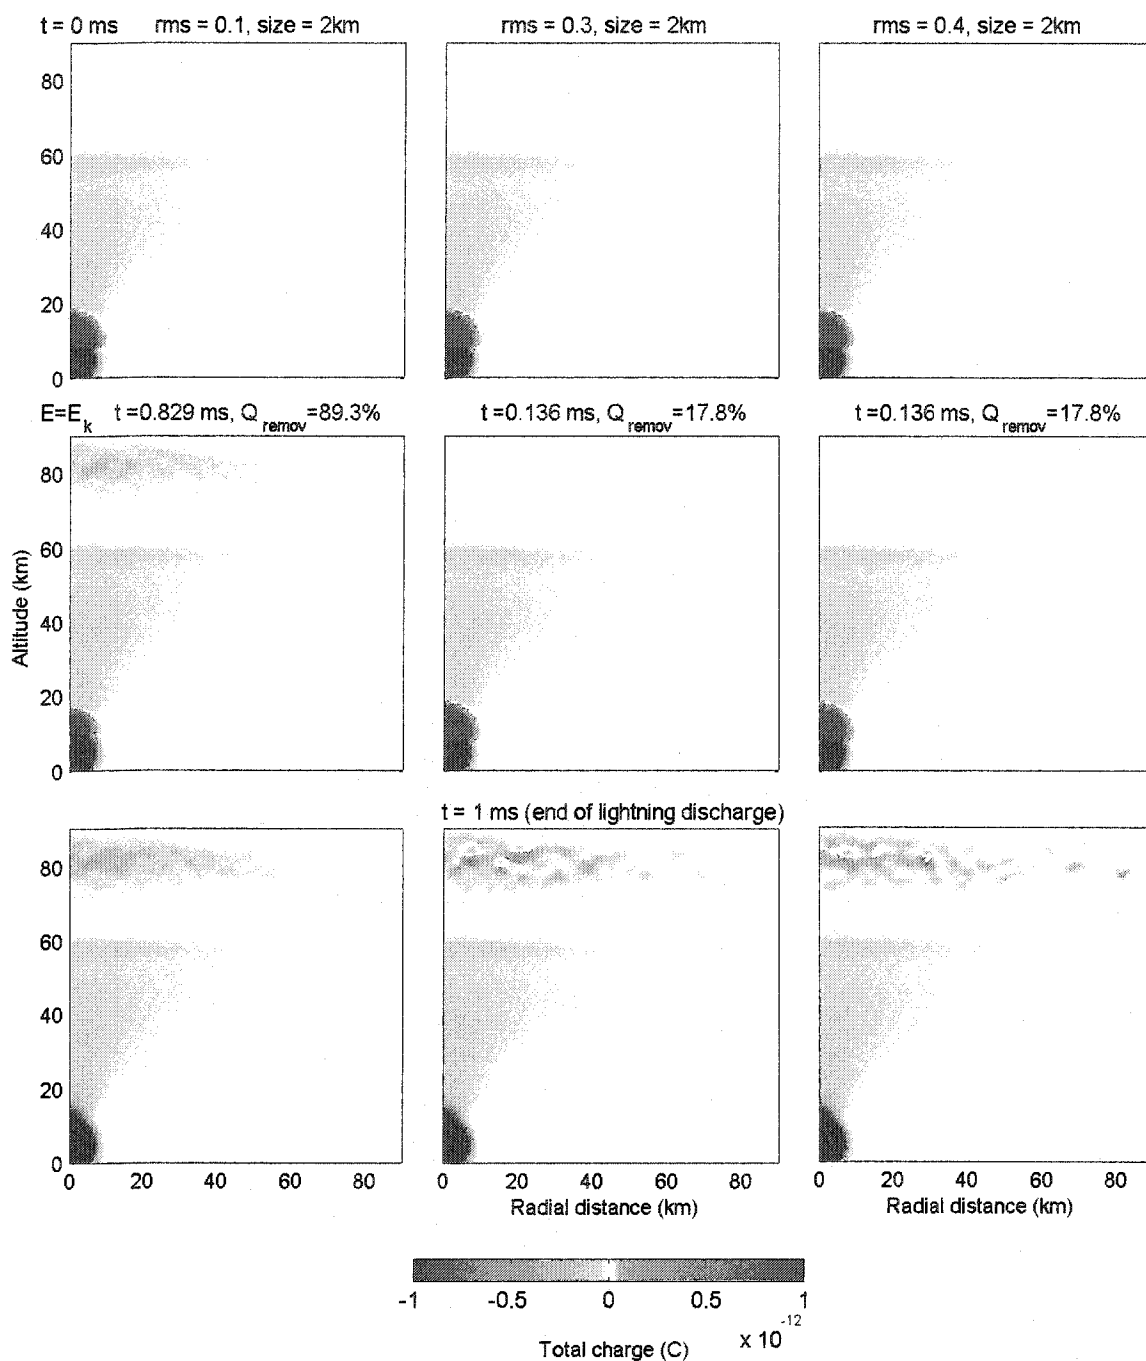 t = 0 ms rms = 0.1, size = 2km rms = 0.3, size = 2km rms = 0.4, size = 2km
80
60
40
20
0
E=E_k t=0.829 ms, Q_remov=89.3% t=0.136 ms, Q_remov=17.8% t=0.136 ms, Q_remov=17.8%
80
60
40
20
0
Altitude (km)
t = 1 ms (end of lightning discharge)
80
60
40
20
0
0 20 40 60 80 0 20 40 60 80 0 20 40 60 80
Radial distance (km) Radial distance (km)
-1 -0.5 0 0.5 1
Total charge (C) x 10^-12